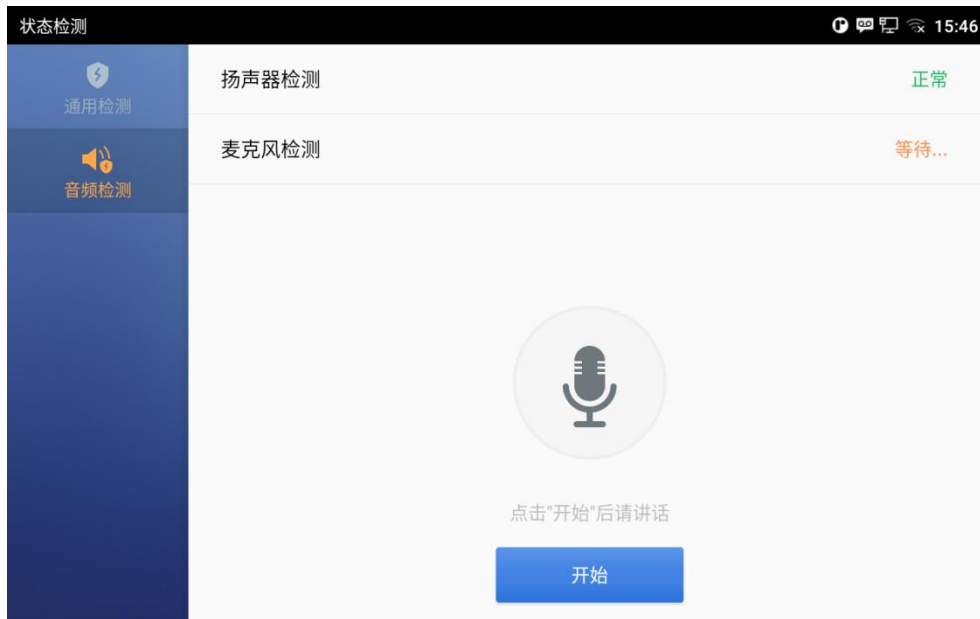 状态检测
15:46
通用检测
音频检测
扬声器检测
正常
麦克风检测
等待...
点击"开始"后请讲话
开始